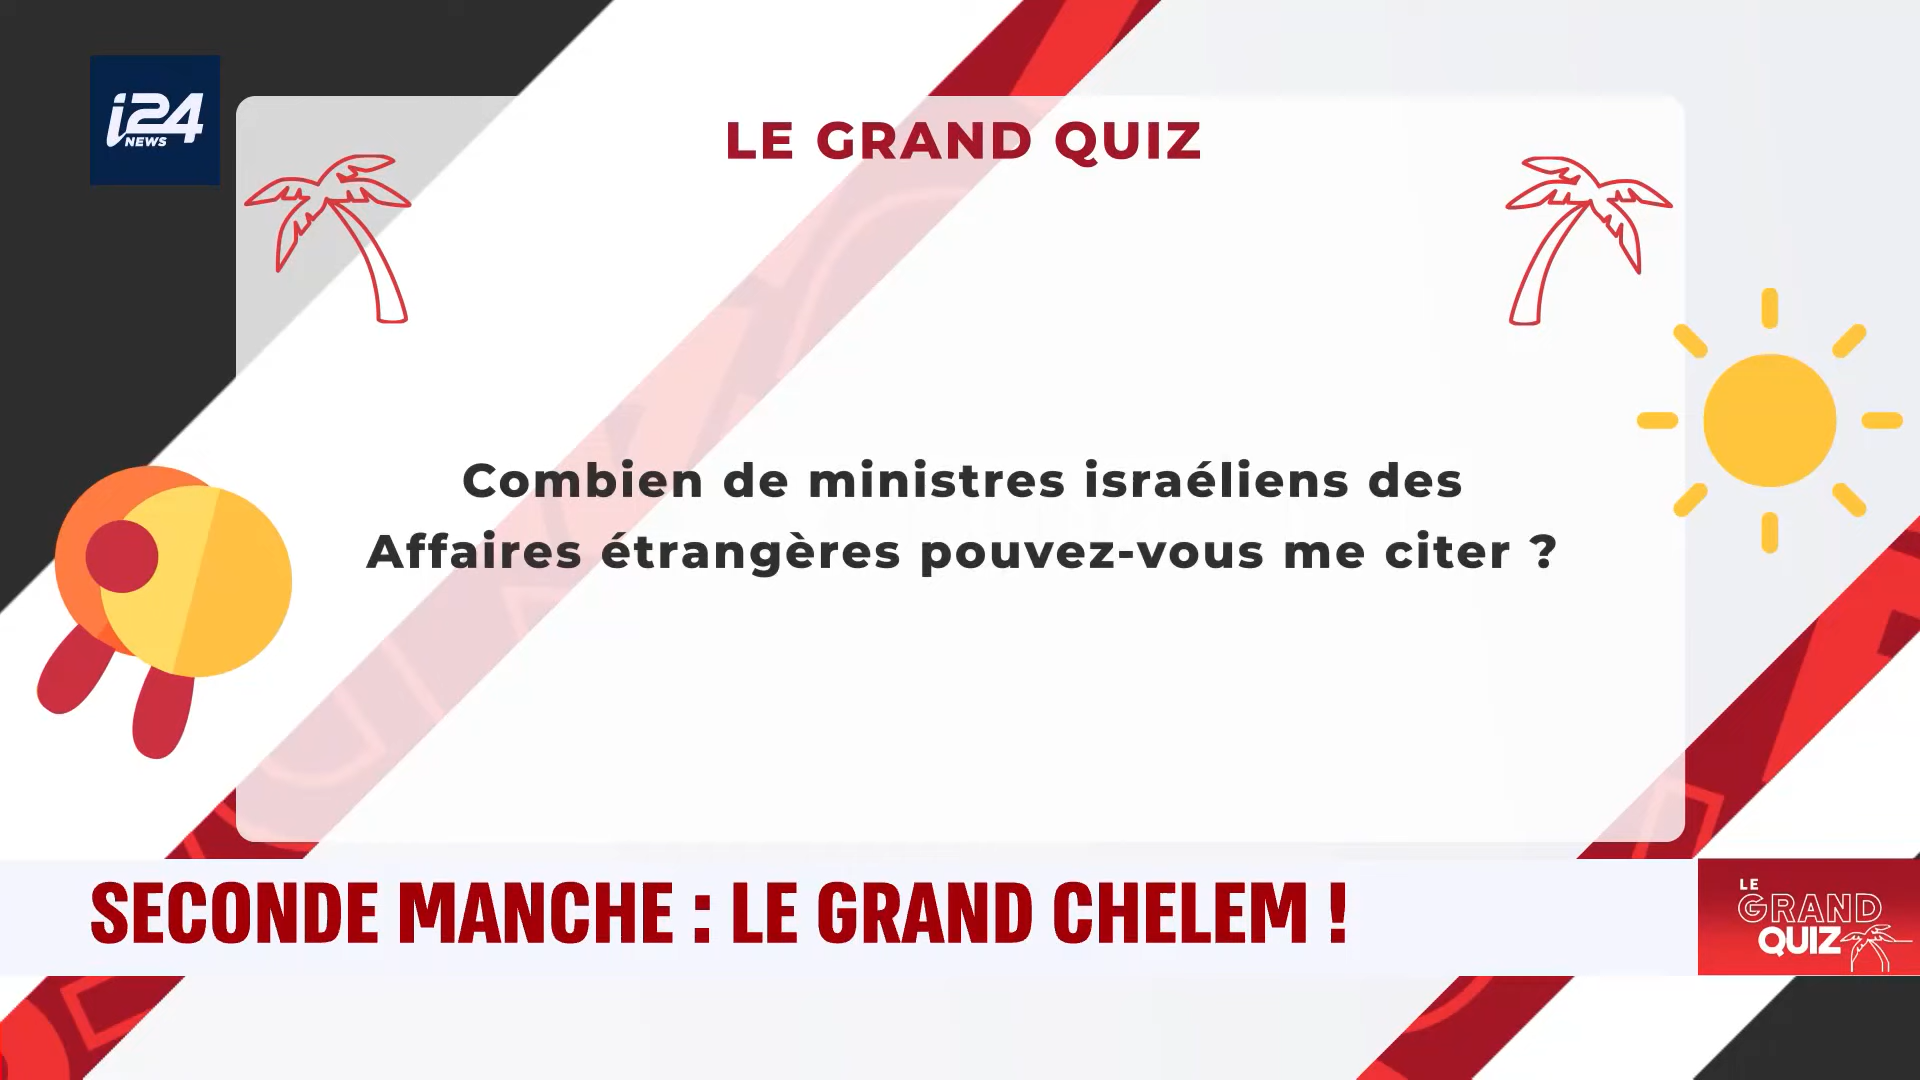 i24
NEWS
LE GRAND QUIZ
Combien de ministres israéliens des
Affaires étrangères pouvez-vous me citer ?
SECONDE MANCHE : LE GRAND CHELEM !
LE
GRAND
QUIZ